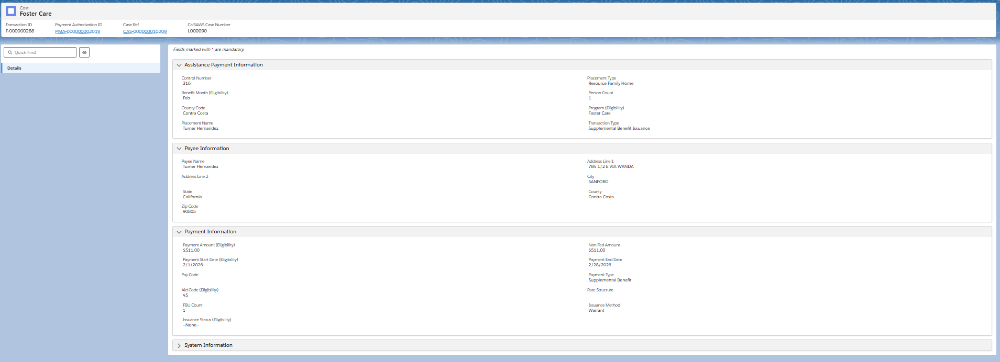 Cost
Foster Care
Transaction ID Payment Authorization ID Case Ref. CalSAWS Case Number
T-000000288 PMA-000000002019 CAS-000000010209 L000090
Quick Find
Details
Fields marked with * are mandatory.
Assistance Payment Information
Control Number Placement Type
316 Resource Family Home
Benefit Month (Eligibility) Person Count
Feb 1
County Code Program (Eligibility)
Contra Costa Foster Care
Placement Name Transaction Type
Turner Hernandez Supplemental Benefit Issuance
Payee Information
Payee Name Address Line 1
Turner Hernandez 784 1/2 E VIA WANDA
Address Line 2 City
SANFORD
State County
California Contra Costa
Zip Code
90805
Payment Information
Payment Amount (Eligibility) Non Fed Amount
$511.00 $511.00
Payment Start Date (Eligibility) Payment End Date
2/1/2026 2/28/2026
Pay Code Payment Type
Supplemental Benefit
Aid Code (Eligibility) Rate Structure
45
FBU Count Issuance Method
1 Warrant
Issuance Status (Eligibility)
--None--
System Information